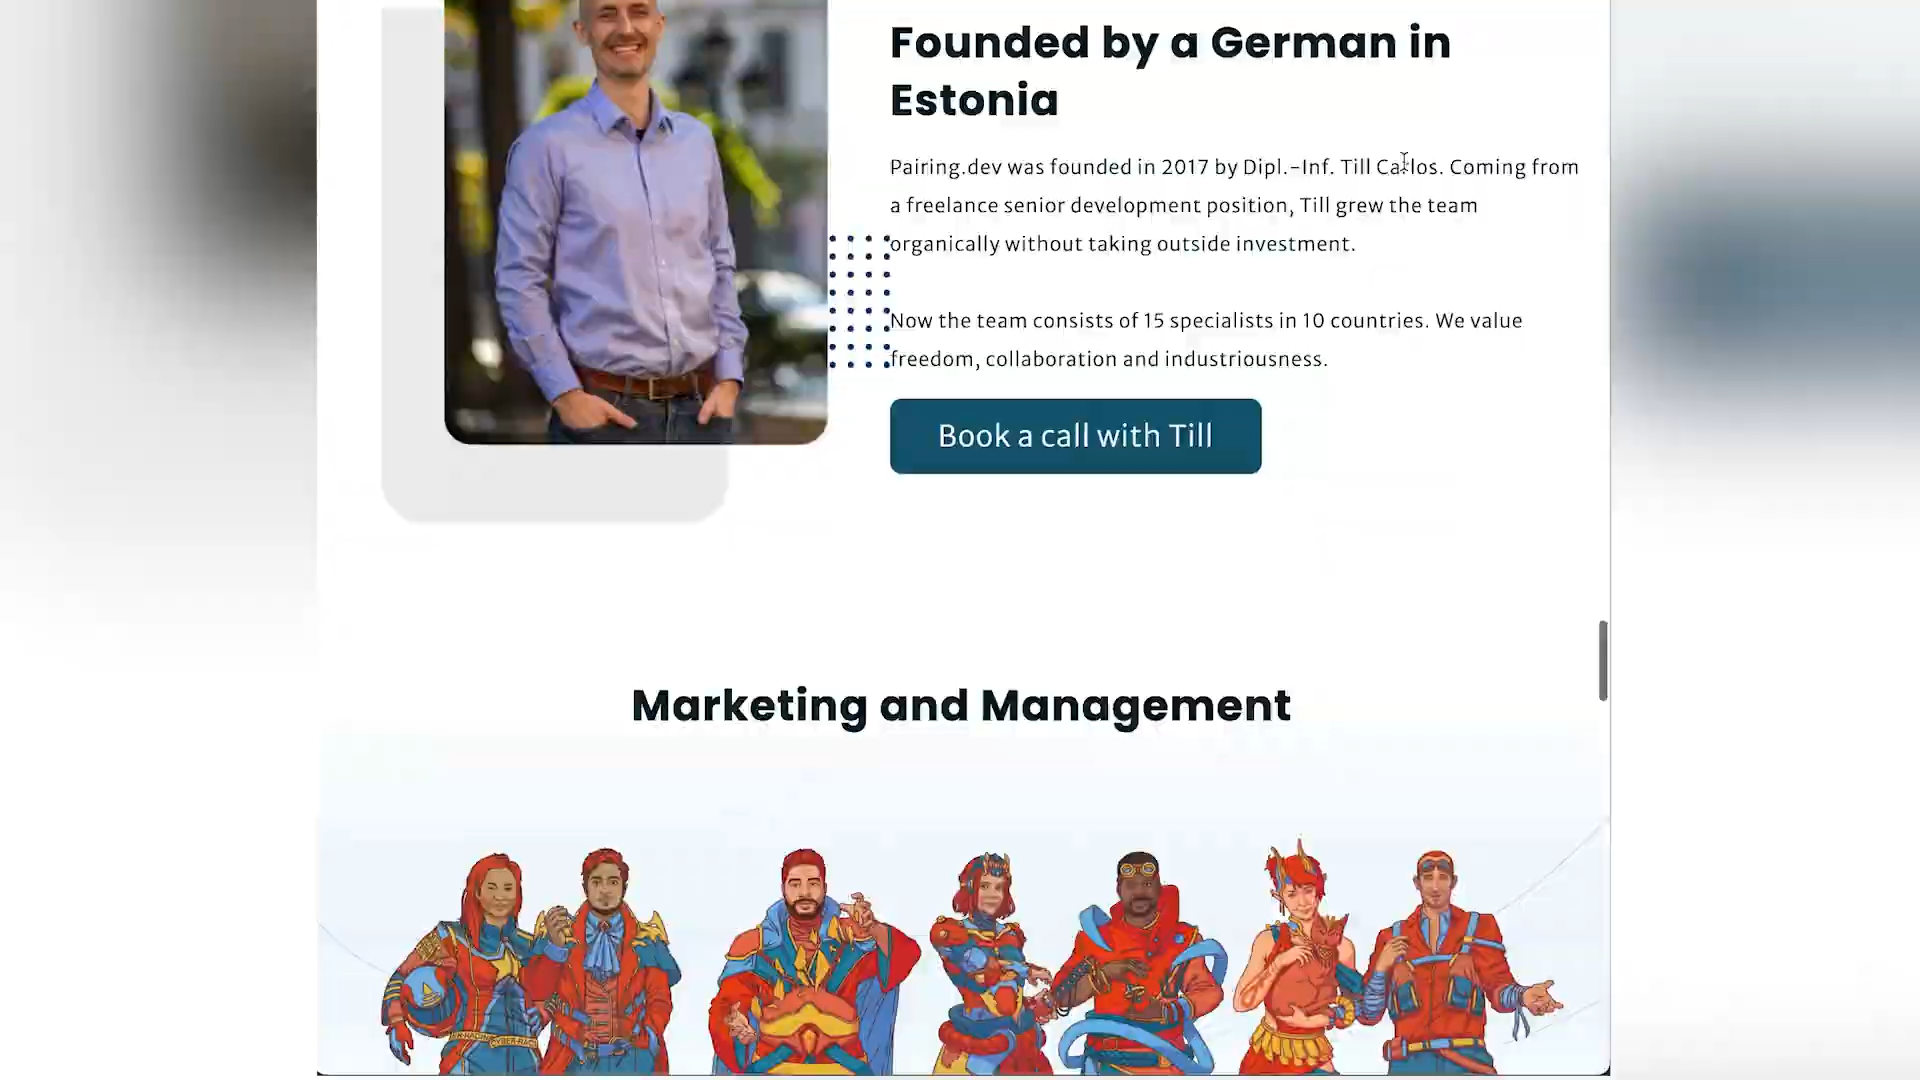 Founded by a German in
Estonia
Pairing.dev was founded in 2017 by Dipl.-Inf. Till Carlos. Coming from
a freelance senior development position, Till grew the team
organically without taking outside investment.
Now the team consists of 15 specialists in 10 countries. We value
freedom, collaboration and industriousness.
Book a call with Till
Marketing and Management